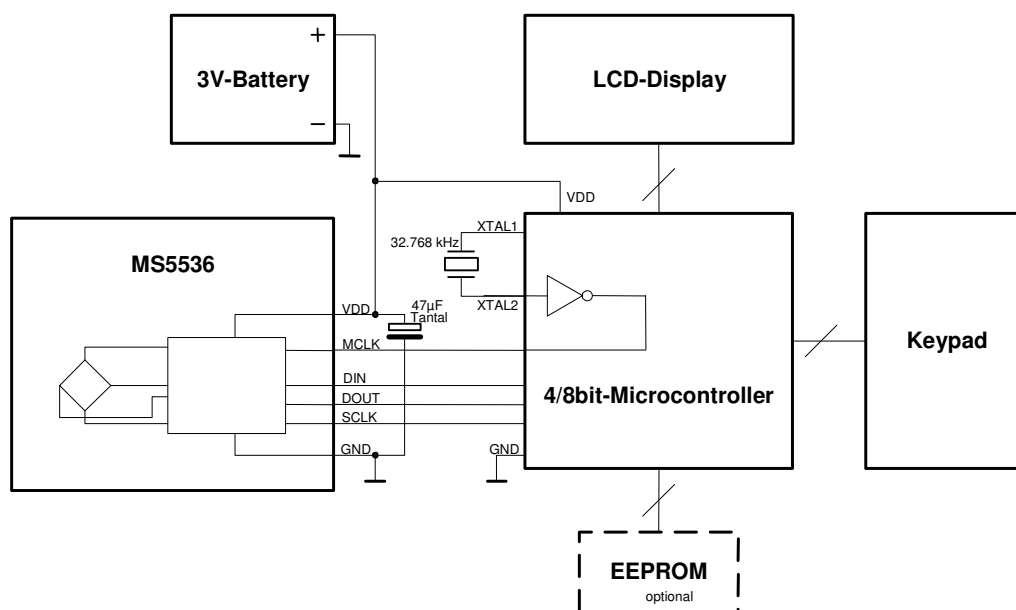 +
3V-Battery
−
LCD-Display
VDD
MS5536
32.768 kHz
XTAL1
XTAL2
VDD
47µF
Tantal
MCLK
DIN
DOUT
SCLK
GND
GND
4/8bit-Microcontroller
Keypad
EEPROM
optional